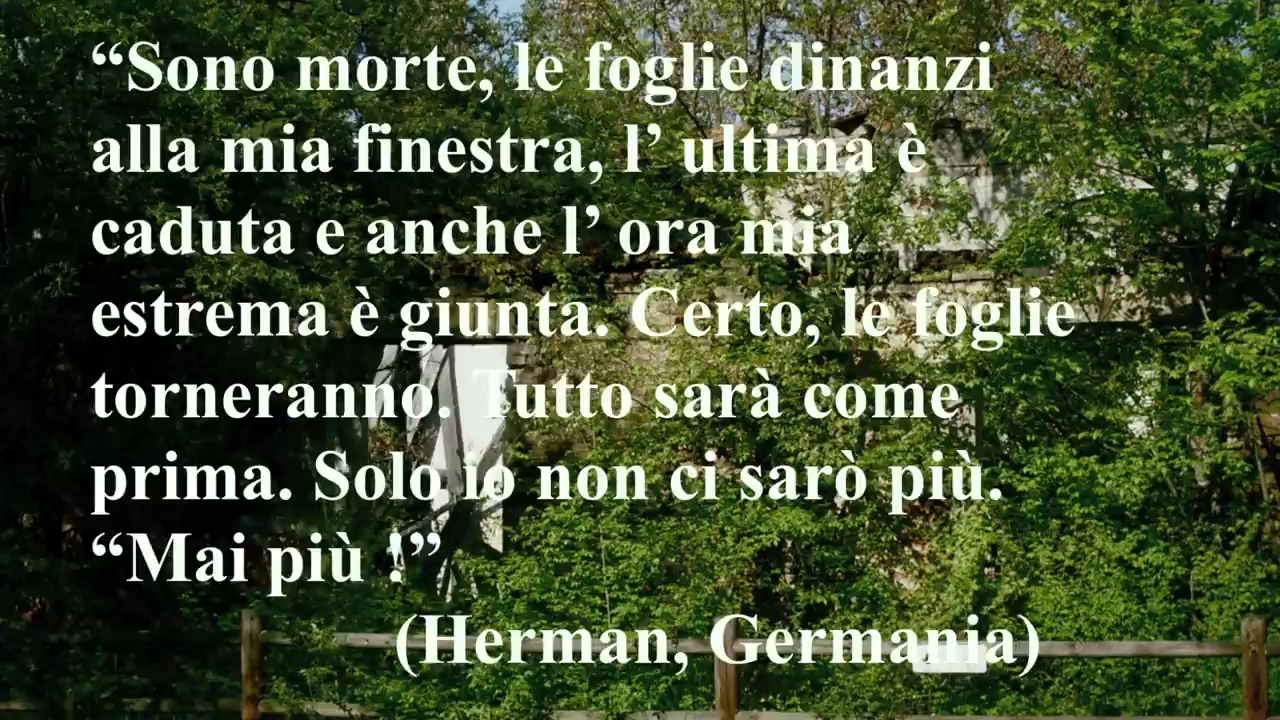 “Sono morte, le foglie dinanzi
alla mia finestra, l’ ultima è
caduta e anche l’ ora mia
estrema è giunta. Certo, le foglie
torneranno. Tutto sarà come
prima. Solo io non ci sarò più.
“Mai più !”
(Herman, Germania)